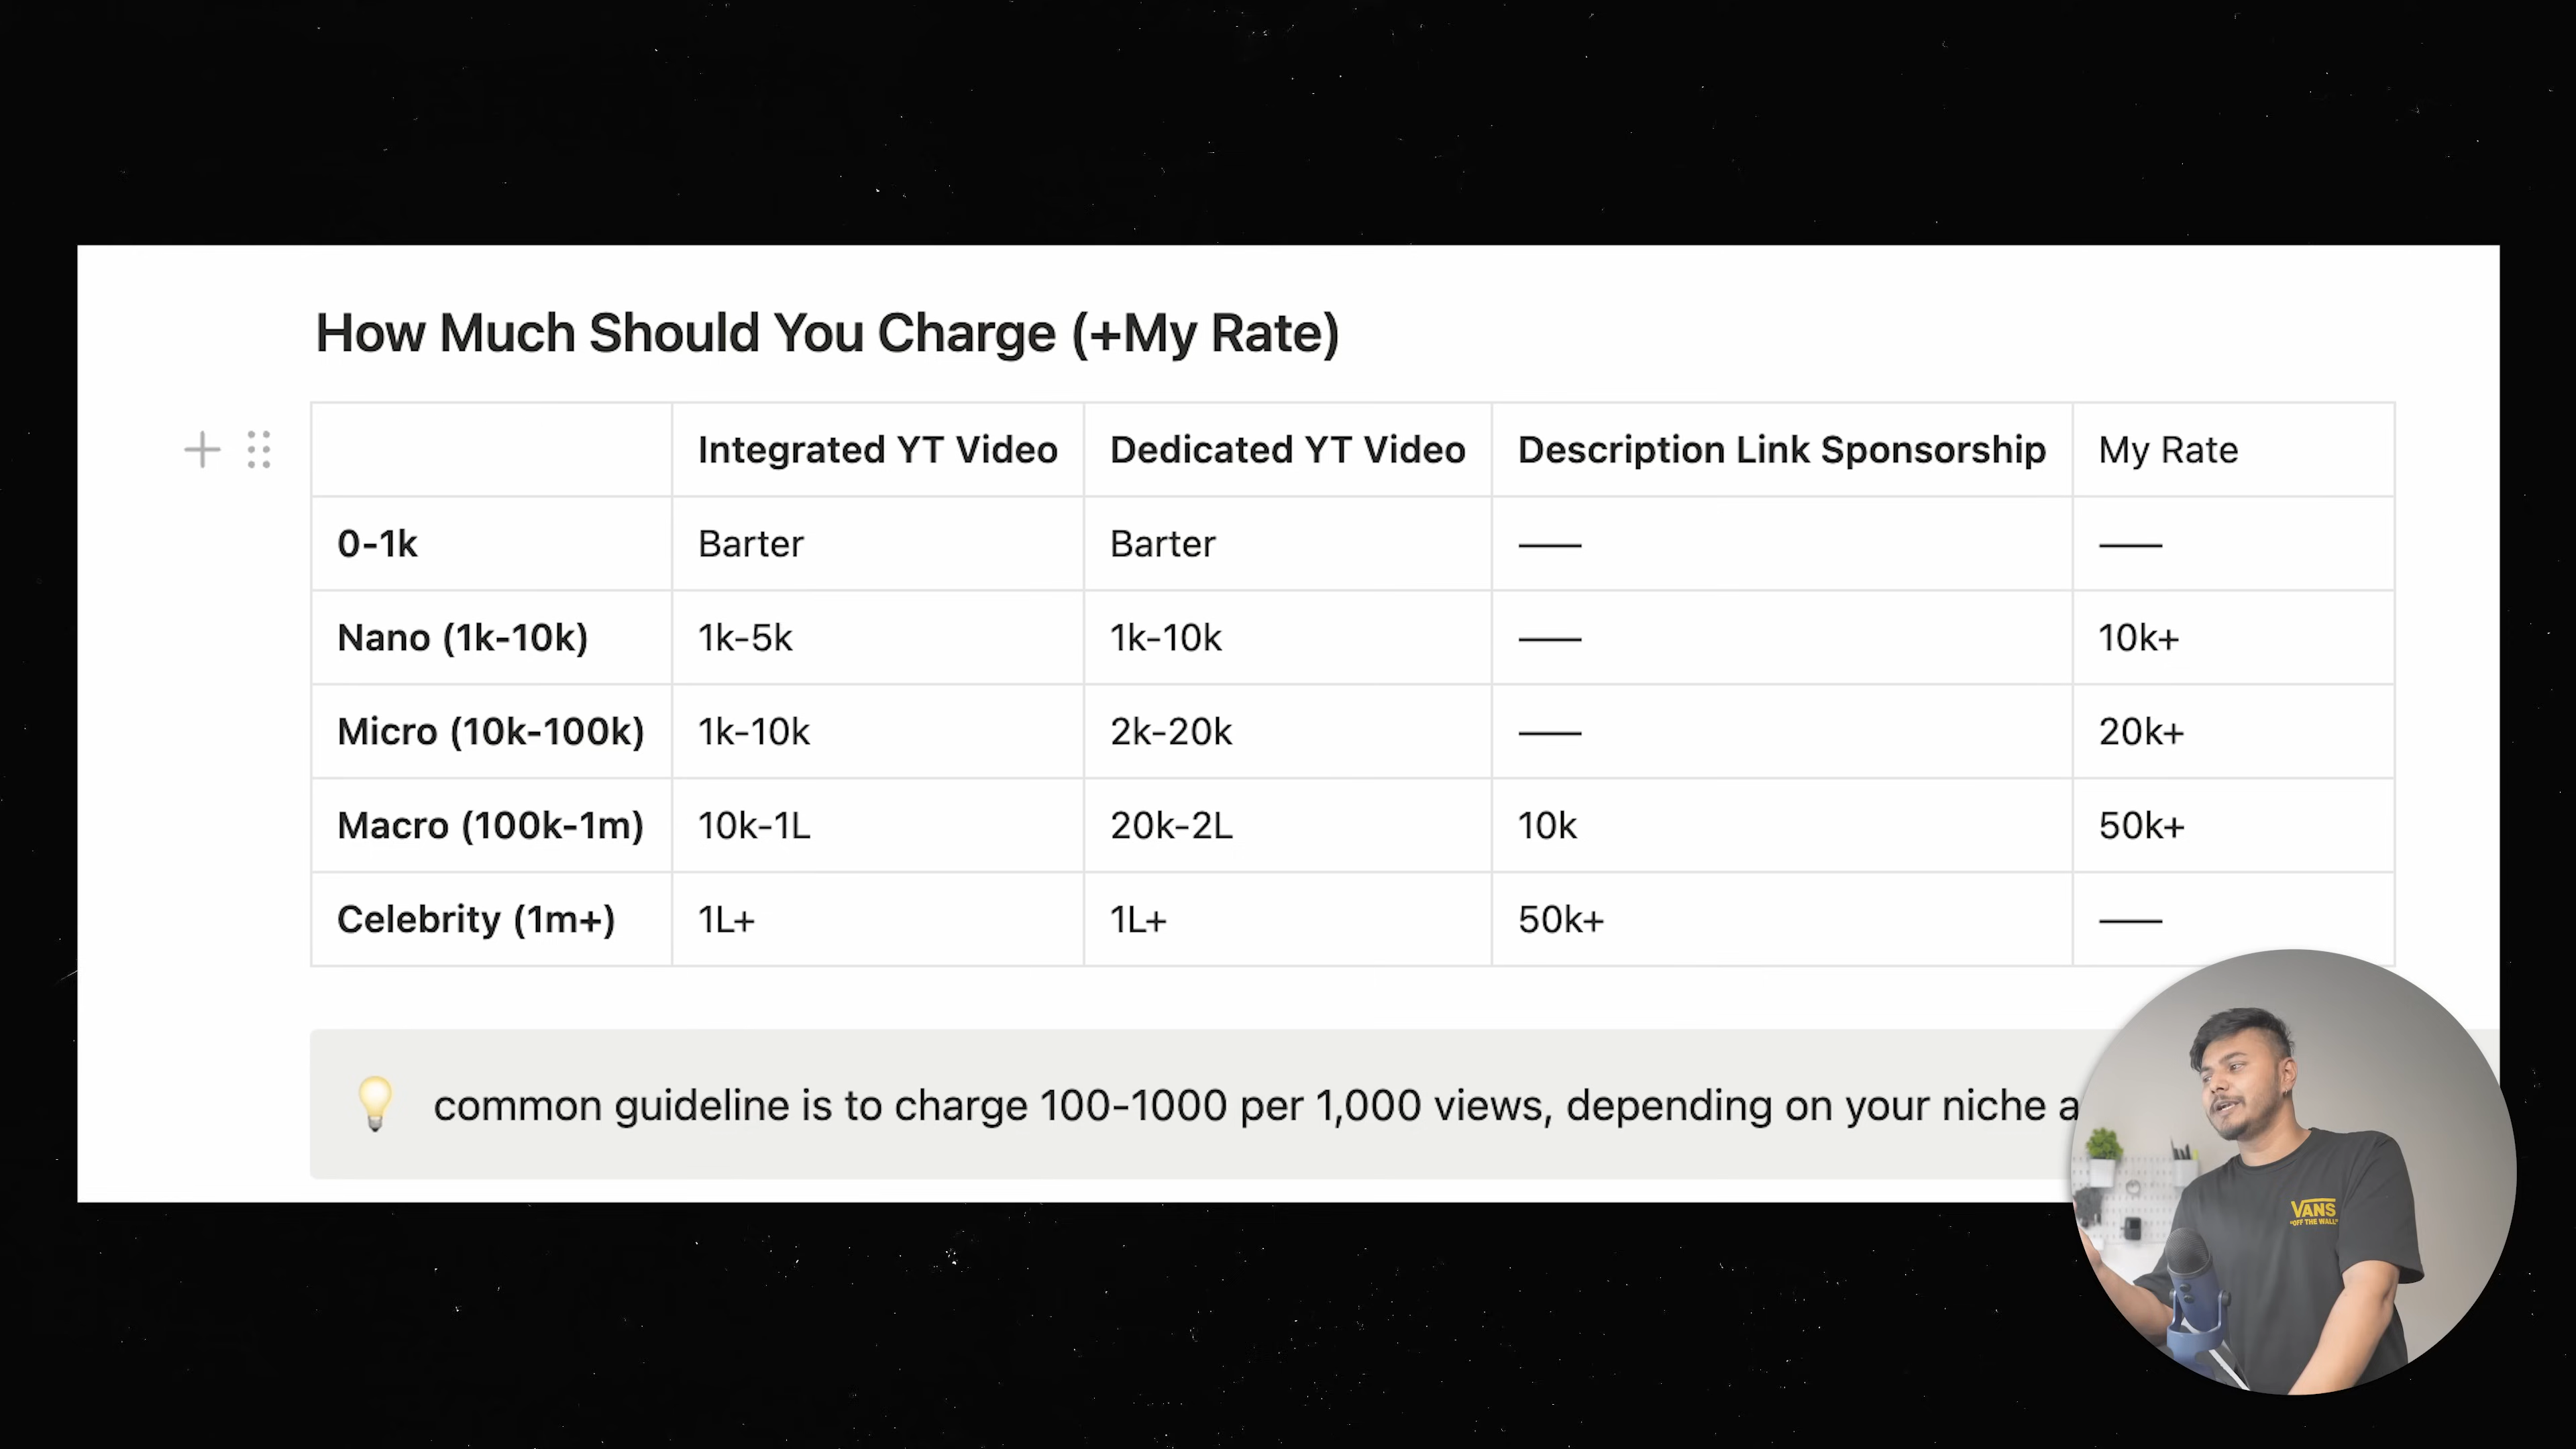 How Much Should You Charge (+My Rate)
Integrated YT Video Dedicated YT Video Description Link Sponsorship My Rate
0-1k Barter Barter —— ——
Nano (1k-10k) 1k-5k 1k-10k —— 10k+
Micro (10k-100k) 1k-10k 2k-20k —— 20k+
Macro (100k-1m) 10k-1L 20k-2L 10k 50k+
Celebrity (1m+) 1L+ 1L+ 50k+ ——
common guideline is to charge 100-1000 per 1,000 views, depending on your niche a
VANS
"OFF THE WALL"